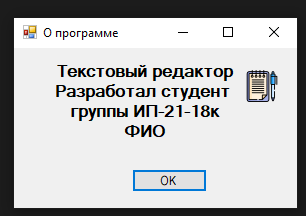 О программе
Текстовый редактор
Разработал студент
группы ИП-21-18к
ФИО
OK